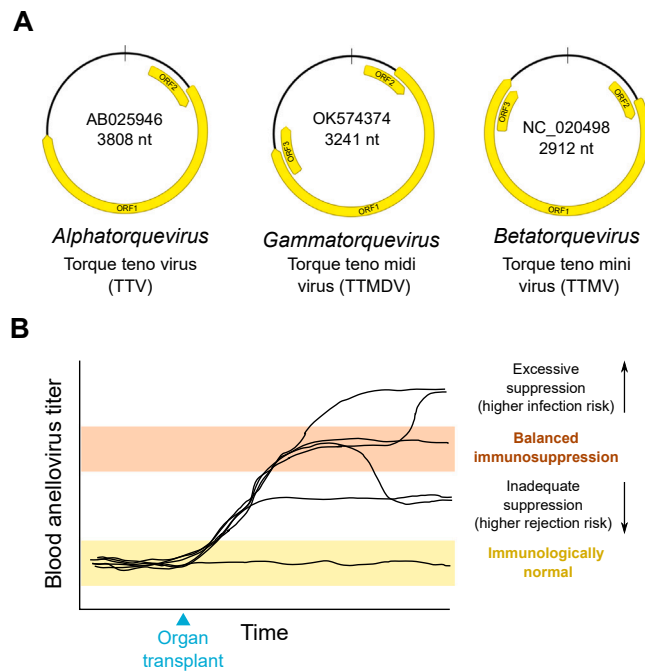 A
AB025946
3808 nt
ORF2
ORF1
OK574374
3241 nt
ORF2
ORF3
ORF1
NC_020498
2912 nt
ORF3
ORF2
ORF1
Alphatorquevirus
Torque teno virus
(TTV)
Gammatorquevirus
Torque teno midi
virus (TTMDV)
Betatorquevirus
Torque teno mini
virus (TTMV)
B
Blood anellovirus titer
Excessive
suppression
(higher infection risk)
Balanced
immunosuppression
Inadequate
suppression
(higher rejection risk)
Immunologically
normal
Organ
transplant
Time